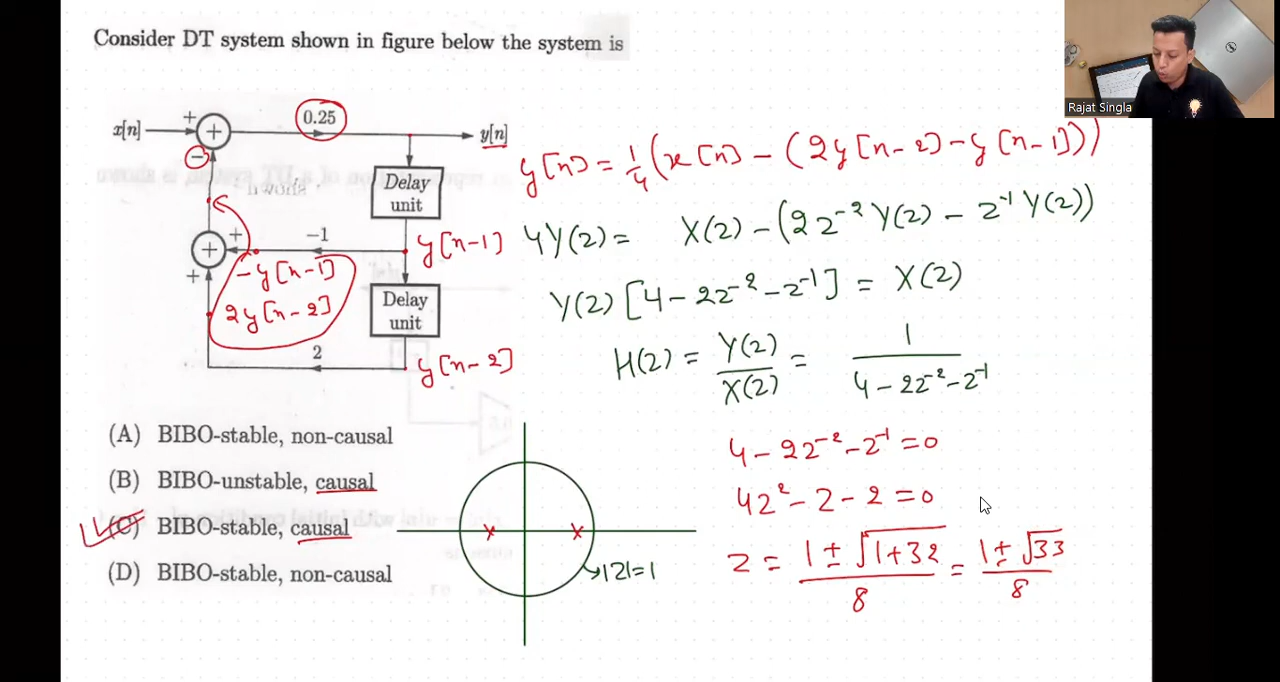 Consider DT system shown in figure below the system is
Rajat Singla
x[n]
+
+
0.25
y[n]
−
Delay
unit
−1
+
+
+
Delay
unit
2
y[n-1]
-y[n-1]
2y[n-2]
y[n-2]
y[n] = 1/4 (x[n] - (2y[n-2] - y[n-1]))
4Y(z) = X(z) - (2z⁻² Y(z) - z⁻¹ Y(z))
Y(z) [4 - 2z⁻² - z⁻¹] = X(z)
H(z) = Y(z)/X(z) = 1/(4 - 2z⁻² - z⁻¹)
4 - 2z⁻² - z⁻¹ = 0
4z² - z - 2 = 0
z = (1 ± √(1+32))/8 = (1 ± √33)/8
(A) BIBO-stable, non-causal
(B) BIBO-unstable, causal
(C) BIBO-stable, causal
(D) BIBO-stable, non-causal
|z|=1